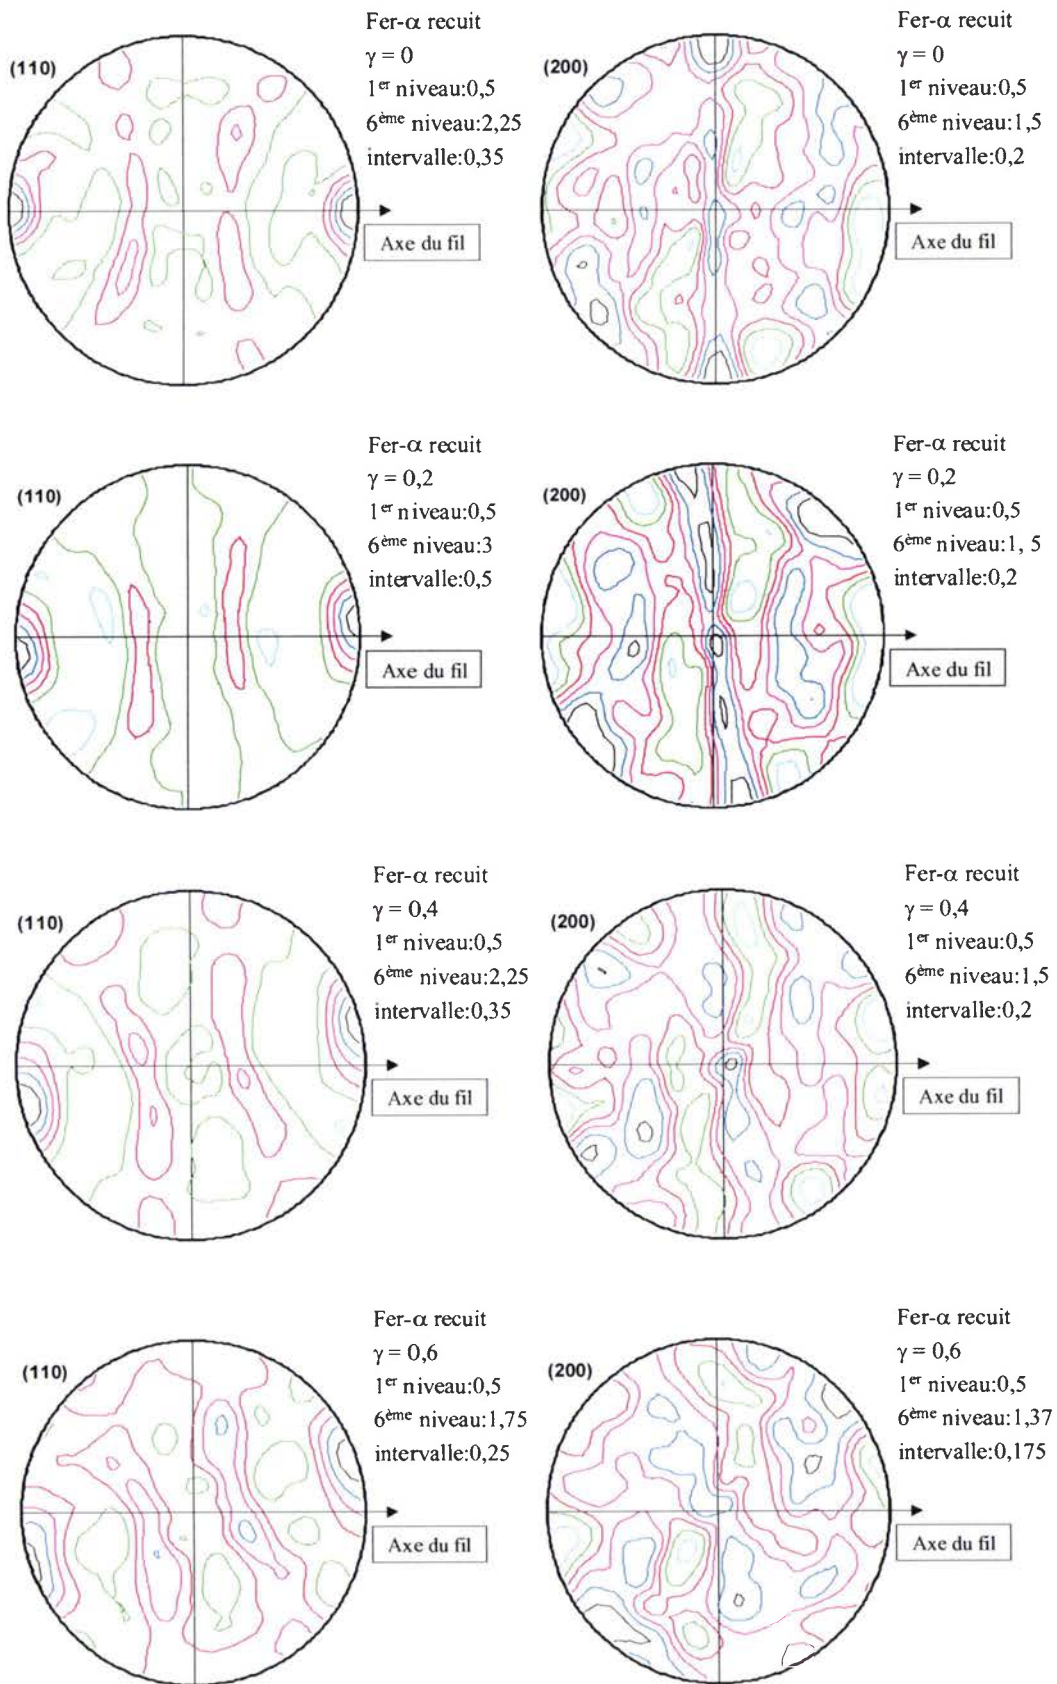 (110)
Fer-α recuit
γ = 0
1er niveau:0,5
6ème niveau:2,25
intervalle:0,35
Axe du fil
(200)
Fer-α recuit
γ = 0
1er niveau:0,5
6ème niveau:1,5
intervalle:0,2
Axe du fil
(110)
Fer-α recuit
γ = 0,2
1er niveau:0,5
6ème niveau:3
intervalle:0,5
Axe du fil
(200)
Fer-α recuit
γ = 0,2
1er niveau:0,5
6ème niveau:1, 5
intervalle:0,2
Axe du fil
(110)
Fer-α recuit
γ = 0,4
1er niveau:0,5
6ème niveau:2,25
intervalle:0,35
Axe du fil
(200)
Fer-α recuit
γ = 0,4
1er niveau:0,5
6ème niveau:1,5
intervalle:0,2
Axe du fil
(110)
Fer-α recuit
γ = 0,6
1er niveau:0,5
6ème niveau:1,75
intervalle:0,25
Axe du fil
(200)
Fer-α recuit
γ = 0,6
1er niveau:0,5
6ème niveau:1,37
intervalle:0,175
Axe du fil